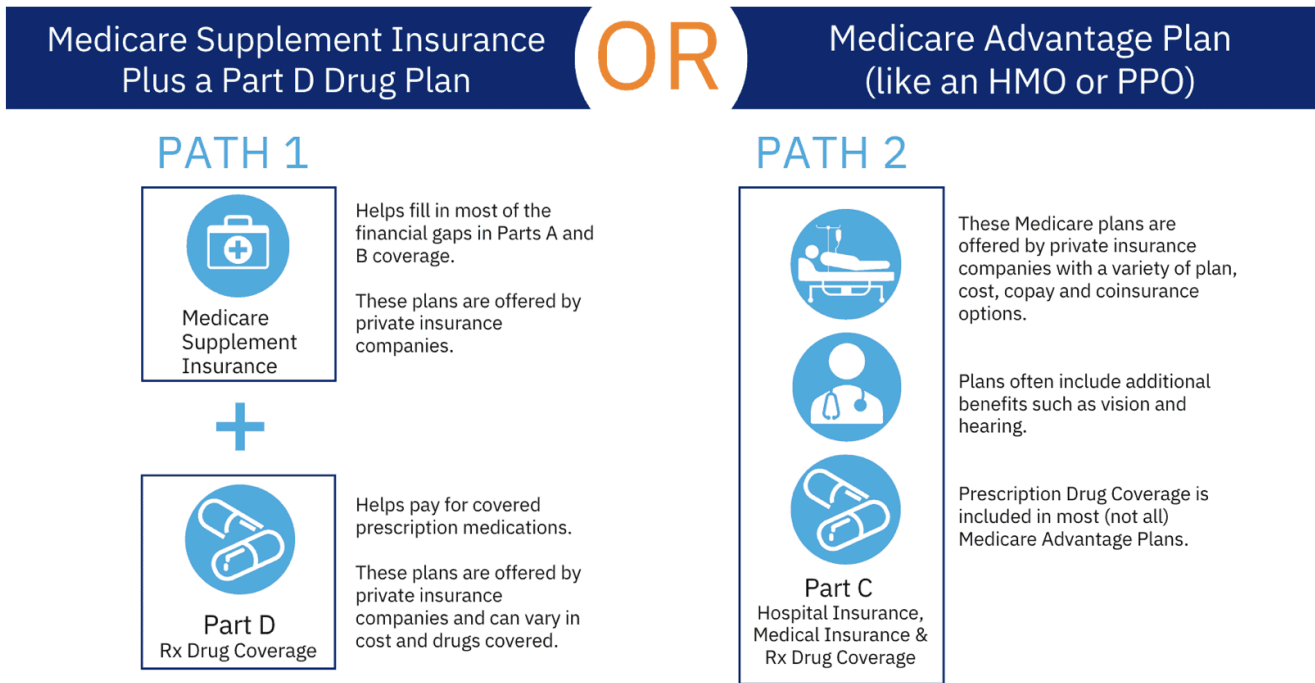 Medicare Supplement Insurance
Plus a Part D Drug Plan
OR
Medicare Advantage Plan
(like an HMO or PPO)
PATH 1
Medicare
Supplement
Insurance
Helps fill in most of the
financial gaps in Parts A and
B coverage.
These plans are offered by
private insurance
companies.
+
Part D
Rx Drug Coverage
Helps pay for covered
prescription medications.
These plans are offered by
private insurance
companies and can vary in
cost and drugs covered.
PATH 2
These Medicare plans are
offered by private insurance
companies with a variety of plan,
cost, copay and coinsurance
options.
Plans often include additional
benefits such as vision and
hearing.
Prescription Drug Coverage is
included in most (not all)
Medicare Advantage Plans.
Part C
Hospital Insurance,
Medical Insurance &
Rx Drug Coverage